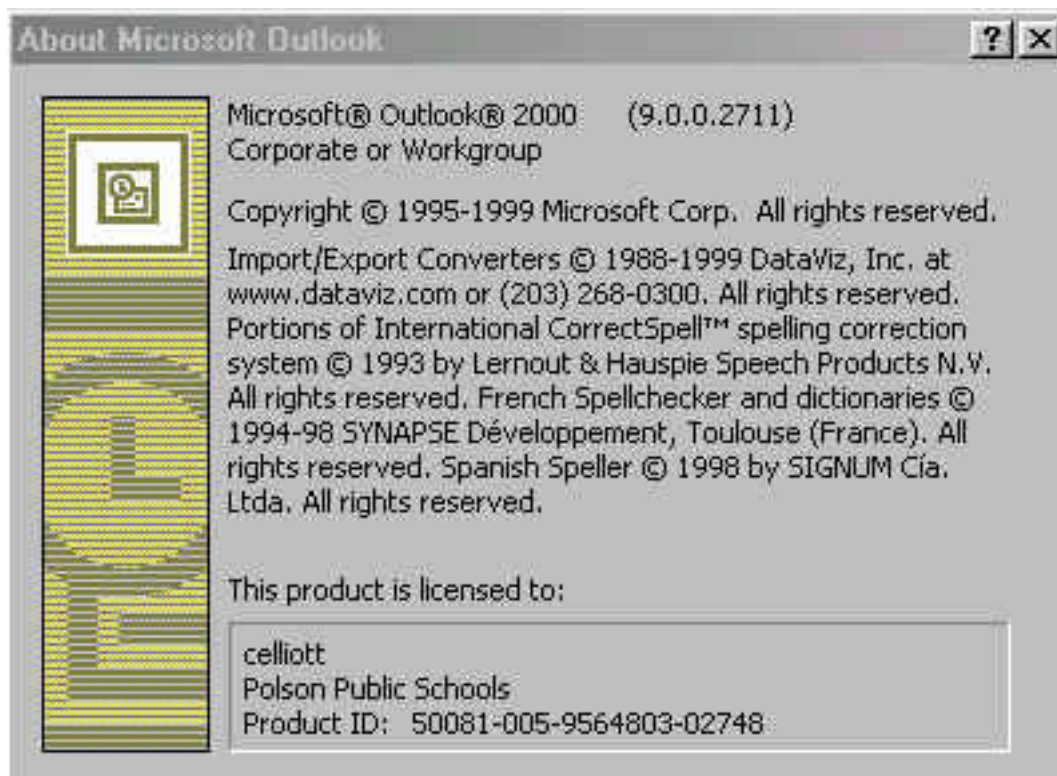 About Microsoft Outlook
Microsoft® Outlook® 2000 (9.0.0.2711)
Corporate or Workgroup
Copyright © 1995-1999 Microsoft Corp. All rights reserved.
Import/Export Converters © 1988-1999 DataViz, Inc. at
www.dataviz.com or (203) 268-0300. All rights reserved.
Portions of International CorrectSpell™ spelling correction
system © 1993 by Lernout & Hauspie Speech Products N.V.
All rights reserved. French Spellchecker and dictionaries ©
1994-98 SYNAPSE Développement, Toulouse (France). All
rights reserved. Spanish Speller © 1998 by SIGNUM Cía.
Ltda. All rights reserved.
This product is licensed to:
celliott
Polson Public Schools
Product ID: 50081-005-9564803-02748